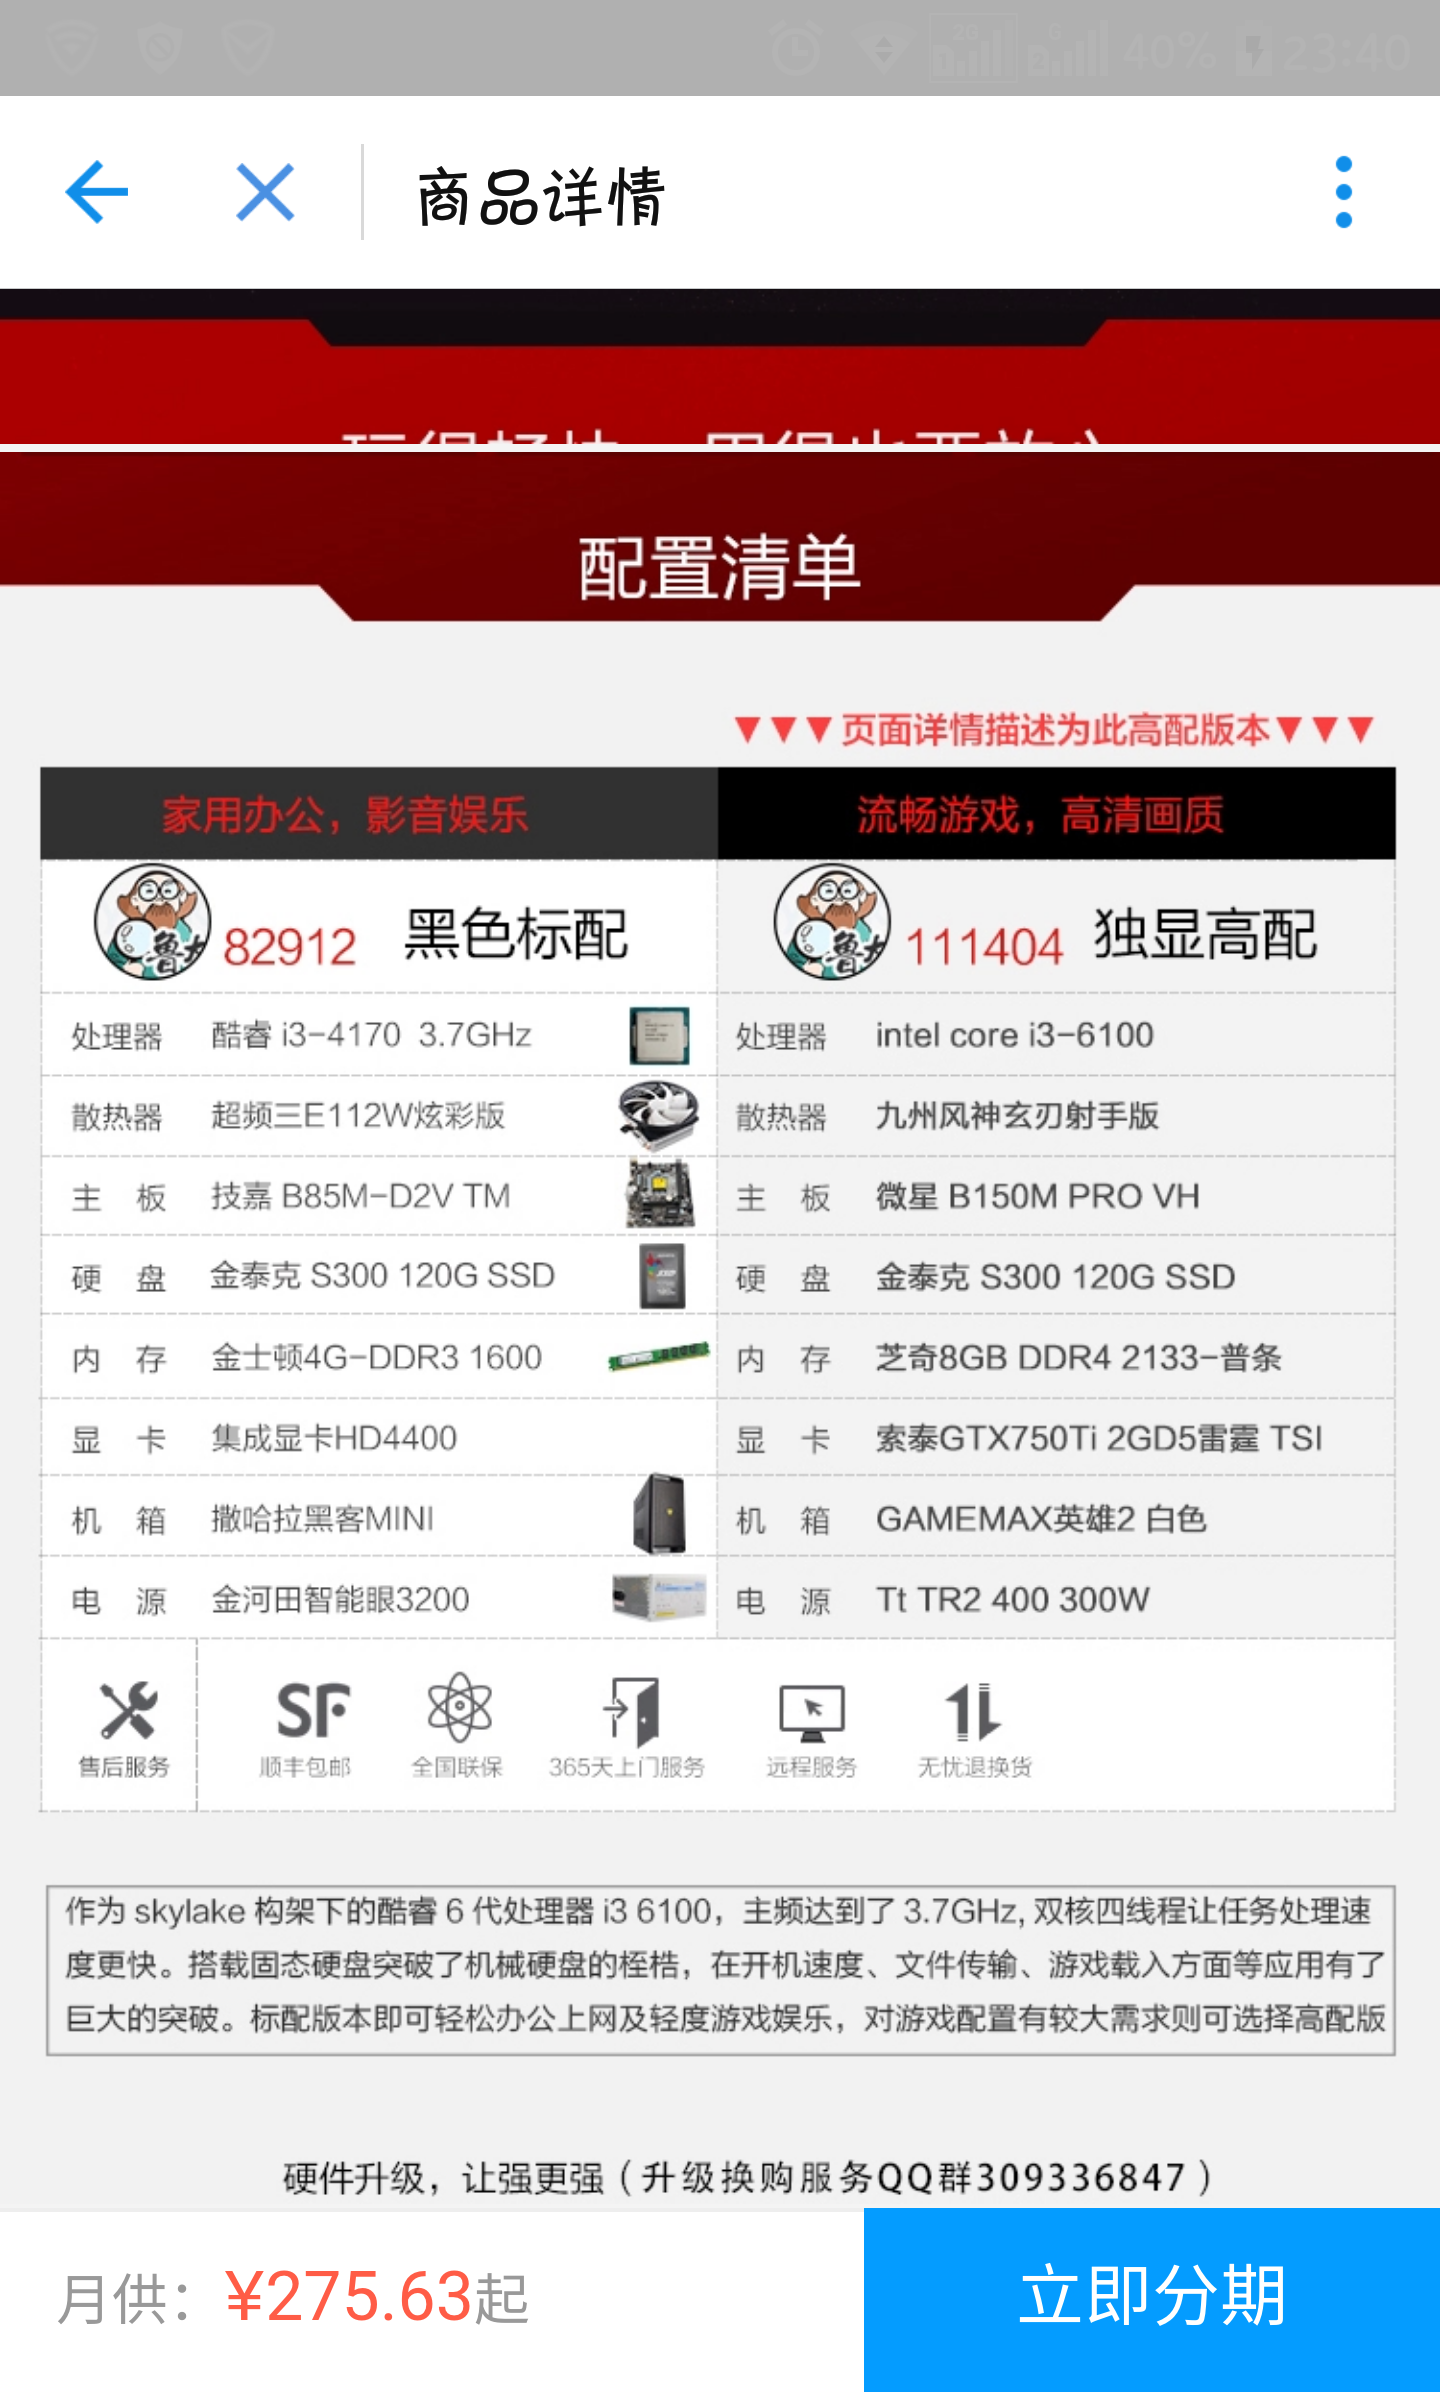 2G
G
1
2
40%
23:40
商品详情
配置清单
▼▼▼页面详情描述为此高配版本▼▼▼
家用办公，影音娱乐
流畅游戏，高清画质
鲁大
82912 黑色标配
鲁大
111404 独显高配
处理器 酷睿 i3-4170 3.7GHz
处理器 intel core i3-6100
散热器 超频三E112W炫彩版
散热器 九州风神玄刃射手版
主 板 技嘉 B85M-D2V TM
主 板 微星 B150M PRO VH
硬 盘 金泰克 S300 120G SSD
硬 盘 金泰克 S300 120G SSD
内 存 金士顿4G-DDR3 1600
内 存 芝奇8GB DDR4 2133-普条
显 卡 集成显卡HD4400
显 卡 索泰GTX750Ti 2GD5雷霆 TSI
机 箱 撒哈拉黑客MINI
机 箱 GAMEMAX英雄2 白色
电 源 金河田智能眼3200
电 源 Tt TR2 400 300W
SF
售后服务 顺丰包邮 全国联保 365天上门服务 远程服务 无忧退换货
作为 skylake 构架下的酷睿 6 代处理器 i3 6100，主频达到了 3.7GHz, 双核四线程让任务处理速
度更快。搭载固态硬盘突破了机械硬盘的桎梏，在开机速度、文件传输、游戏载入方面等应用有了
巨大的突破。标配版本即可轻松办公上网及轻度游戏娱乐，对游戏配置有较大需求则可选择高配版
硬件升级，让强更强（升级换购服务QQ群309336847）
月供：¥275.63起
立即分期